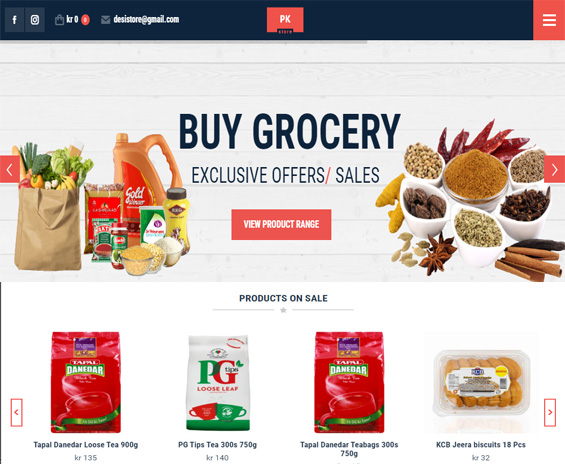 f kr 0 0 desistore@gmail.com PK
store
BUY GROCERY
EXCLUSIVE OFFERS/ SALES
VIEW PRODUCT RANGE
Gold
Winner
PRODUCTS ON SALE
TAPAL
DANEDAR
PG tips
LOOSE LEAF
TAPAL
DANEDAR
KCB
Tapal Danedar Loose Tea 900g
kr 135
PG Tips Tea 300s 750g
kr 140
Tapal Danedar Teabags 300s
750g
KCB Jeera biscuits 18 Pcs
kr 32